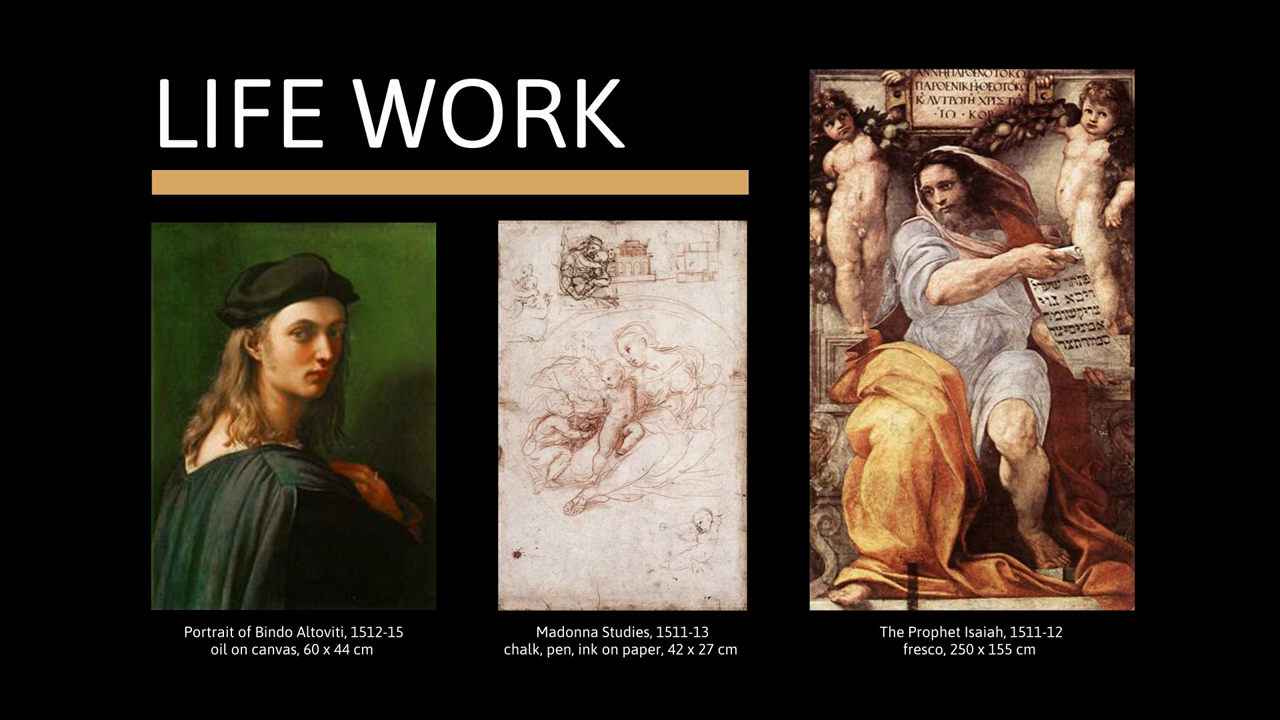 LIFE WORK
ΠΑΡΘΕΝΙΚΗΘΕΟΤΟΚΩ
Portrait of Bindo Altoviti, 1512-15
oil on canvas, 60 x 44 cm
Madonna Studies, 1511-13
chalk, pen, ink on paper, 42 x 27 cm
The Prophet Isaiah, 1511-12
fresco, 250 x 155 cm